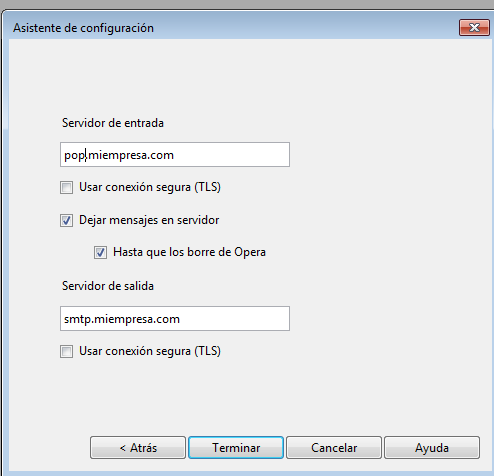 Asistente de configuración
Servidor de entrada
pop.miempresa.com
Usar conexión segura (TLS)
Dejar mensajes en servidor
Hasta que los borre de Opera
Servidor de salida
smtp.miempresa.com
Usar conexión segura (TLS)
< Atrás Terminar Cancelar Ayuda